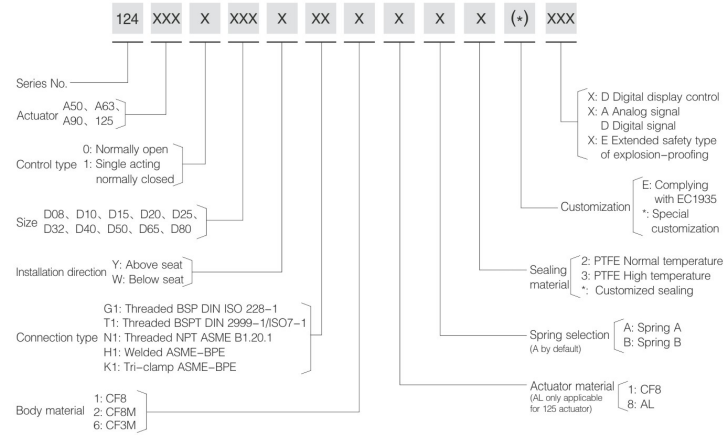 124 XXX X XXX X XX X X X X (*) XXX
Series No.
Actuator
A50、A63、
A90、125
Control type
0: Normally open
1: Single acting
normally closed
Size
D08、D10、D15、D20、D25、
D32、D40、D50、D65、D80
Installation direction
Y: Above seat
W: Below seat
Connection type
G1: Threaded BSP DIN ISO 228-1
T1: Threaded BSPT DIN 2999-1/ISO7-1
N1: Threaded NPT ASME B1.20.1
H1: Welded ASME-BPE
K1: Tri-clamp ASME-BPE
Body material
1: CF8
2: CF8M
6: CF3M
X: D Digital display control
X: A Analog signal
D Digital signal
X: E Extended safety type
of explosion-proofing
Customization
E: Complying
with EC1935
*: Special
customization
Sealing
material
2: PTFE Normal temperature
3: PTFE High temperature
*: Customized sealing
Spring selection
(A by default)
A: Spring A
B: Spring B
Actuator material
(AL only applicable
for 125 actuator)
1: CF8
8: AL